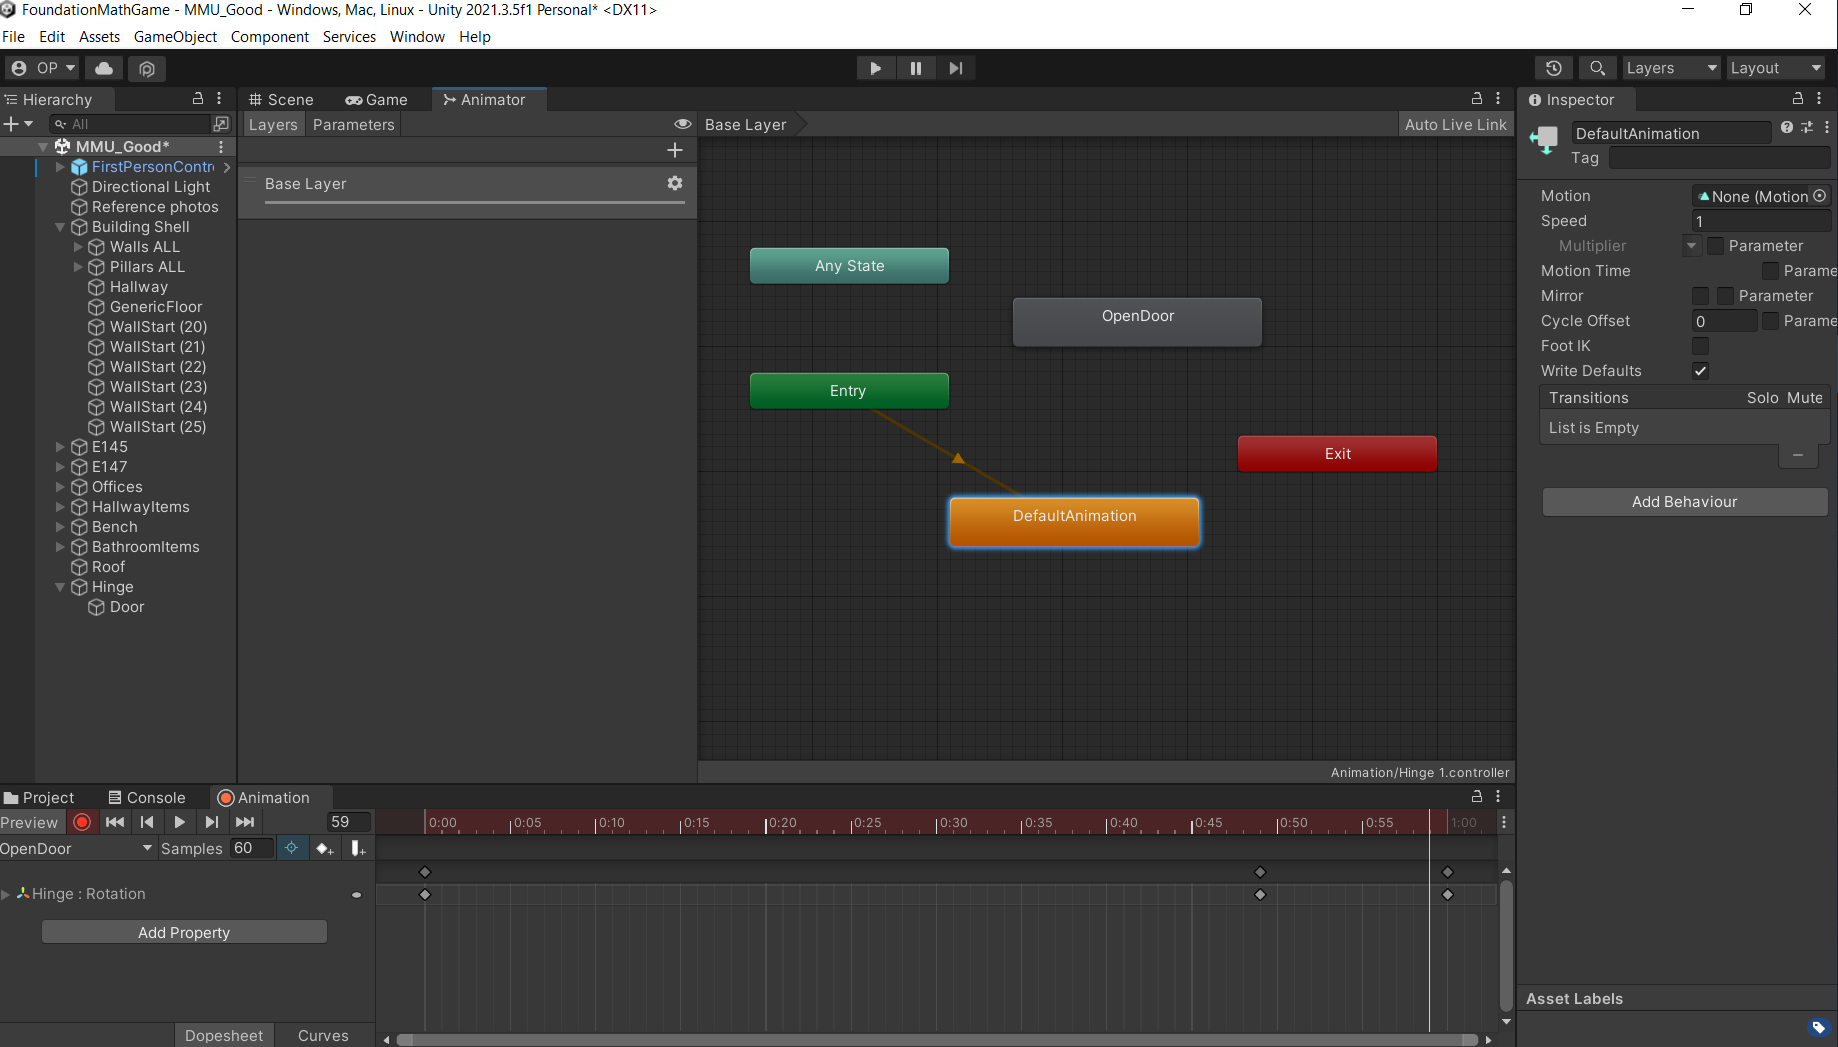 FoundationMathGame - MMU_Good - Windows, Mac, Linux - Unity 2021.3.5f1 Personal* <DX11>
File Edit Assets GameObject Component Services Window Help
OP Layers Layout
Hierarchy
All
MMU_Good*
FirstPersonContr
Directional Light
Reference photos
Building Shell
Walls ALL
Pillars ALL
Hallway
GenericFloor
WallStart (20)
WallStart (21)
WallStart (22)
WallStart (23)
WallStart (24)
WallStart (25)
E145
E147
Offices
HallwayItems
Bench
BathroomItems
Roof
Hinge
Door
Scene Game Animator
Layers Parameters Base Layer Auto Live Link
Base Layer
Any State
OpenDoor
Entry
Exit
DefaultAnimation
Animation/Hinge 1.controller
Inspector
DefaultAnimation
Tag
Motion None (Motion
Speed 1
Multiplier Parameter
Motion Time Parame
Mirror Parameter
Cycle Offset 0 Parame
Foot IK
Write Defaults
Transitions Solo Mute
List is Empty
Add Behaviour
Asset Labels
Project Console Animation
Preview 59 0:00 0:05 0:10 0:15 0:20 0:25 0:30 0:35 0:40 0:45 0:50 0:55 1:00
OpenDoor Samples 60
Hinge : Rotation
Add Property
Dopesheet Curves